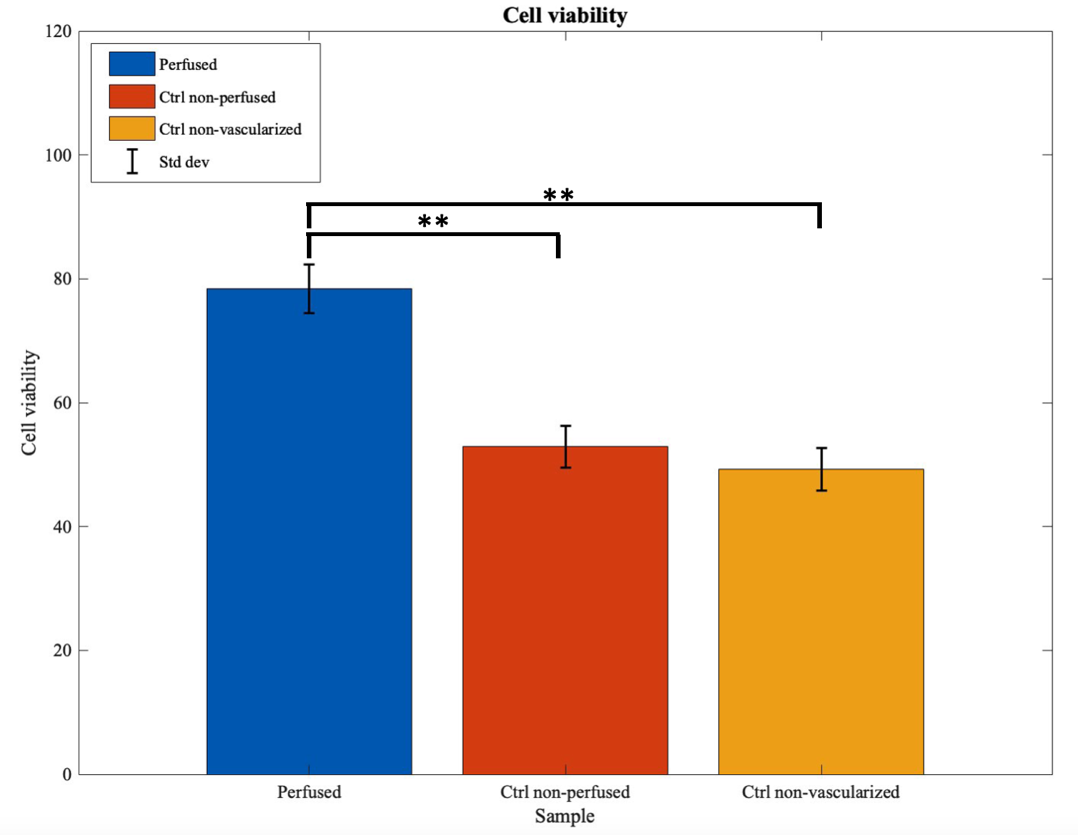 Cell viability
120
100
80
60
40
20
0
Cell viability
Perfused
Ctrl non-perfused
Ctrl non-vascularized
Std dev
**
**
Perfused
Ctrl non-perfused
Ctrl non-vascularized
Sample